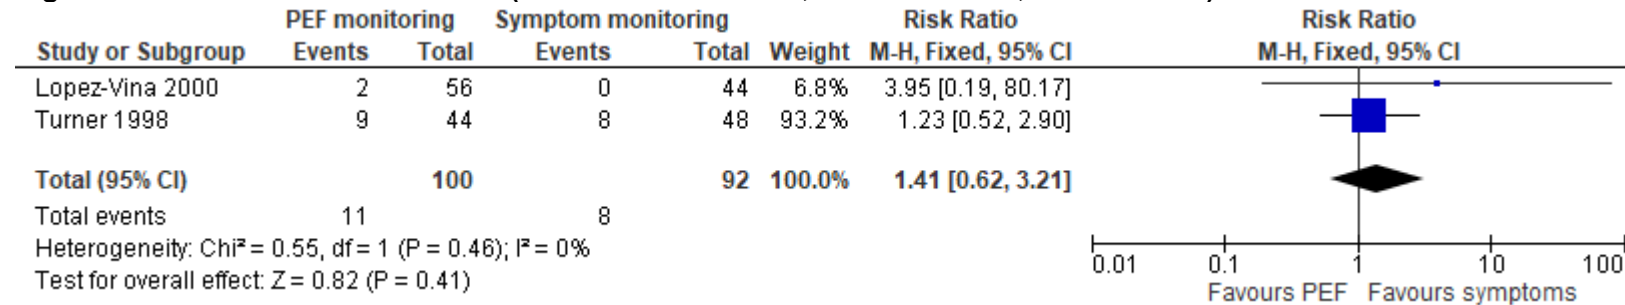 PEF monitoring Symptom monitoring Risk Ratio Risk Ratio
Study or Subgroup Events Total Events Total Weight M-H, Fixed, 95% CI M-H, Fixed, 95% CI
Lopez-Vina 2000 2 56 0 44 6.8% 3.95 [0.19, 80.17]
Turner 1998 9 44 8 48 93.2% 1.23 [0.52, 2.90]
Total (95% CI) 100 92 100.0% 1.41 [0.62, 3.21]
Total events 11 8
Heterogeneity: Chi² = 0.55, df = 1 (P = 0.46); I² = 0%
Test for overall effect: Z = 0.82 (P = 0.41)
0.01 0.1 1 10 100
Favours PEF Favours symptoms